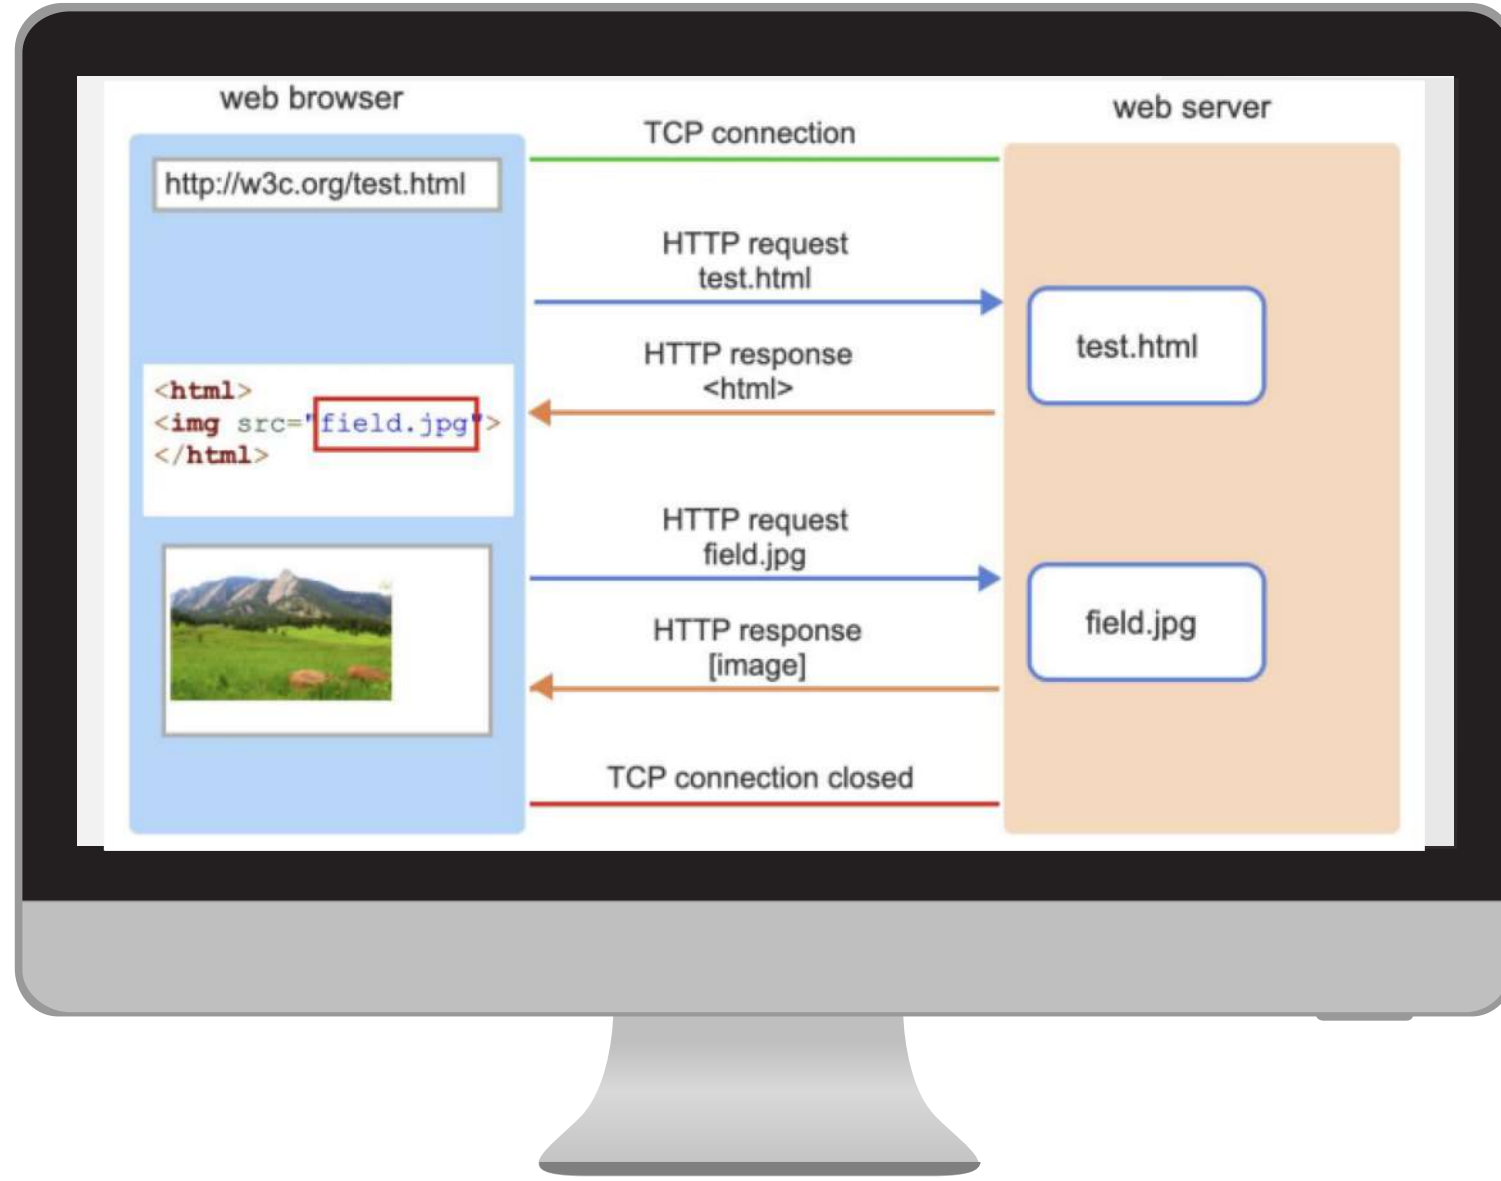 web browser
web server
TCP connection
http://w3c.org/test.html
HTTP request
test.html
test.html
HTTP response
<html>
<html>
<img src="field.jpg">
</html>
HTTP request
field.jpg
field.jpg
HTTP response
[image]
TCP connection closed